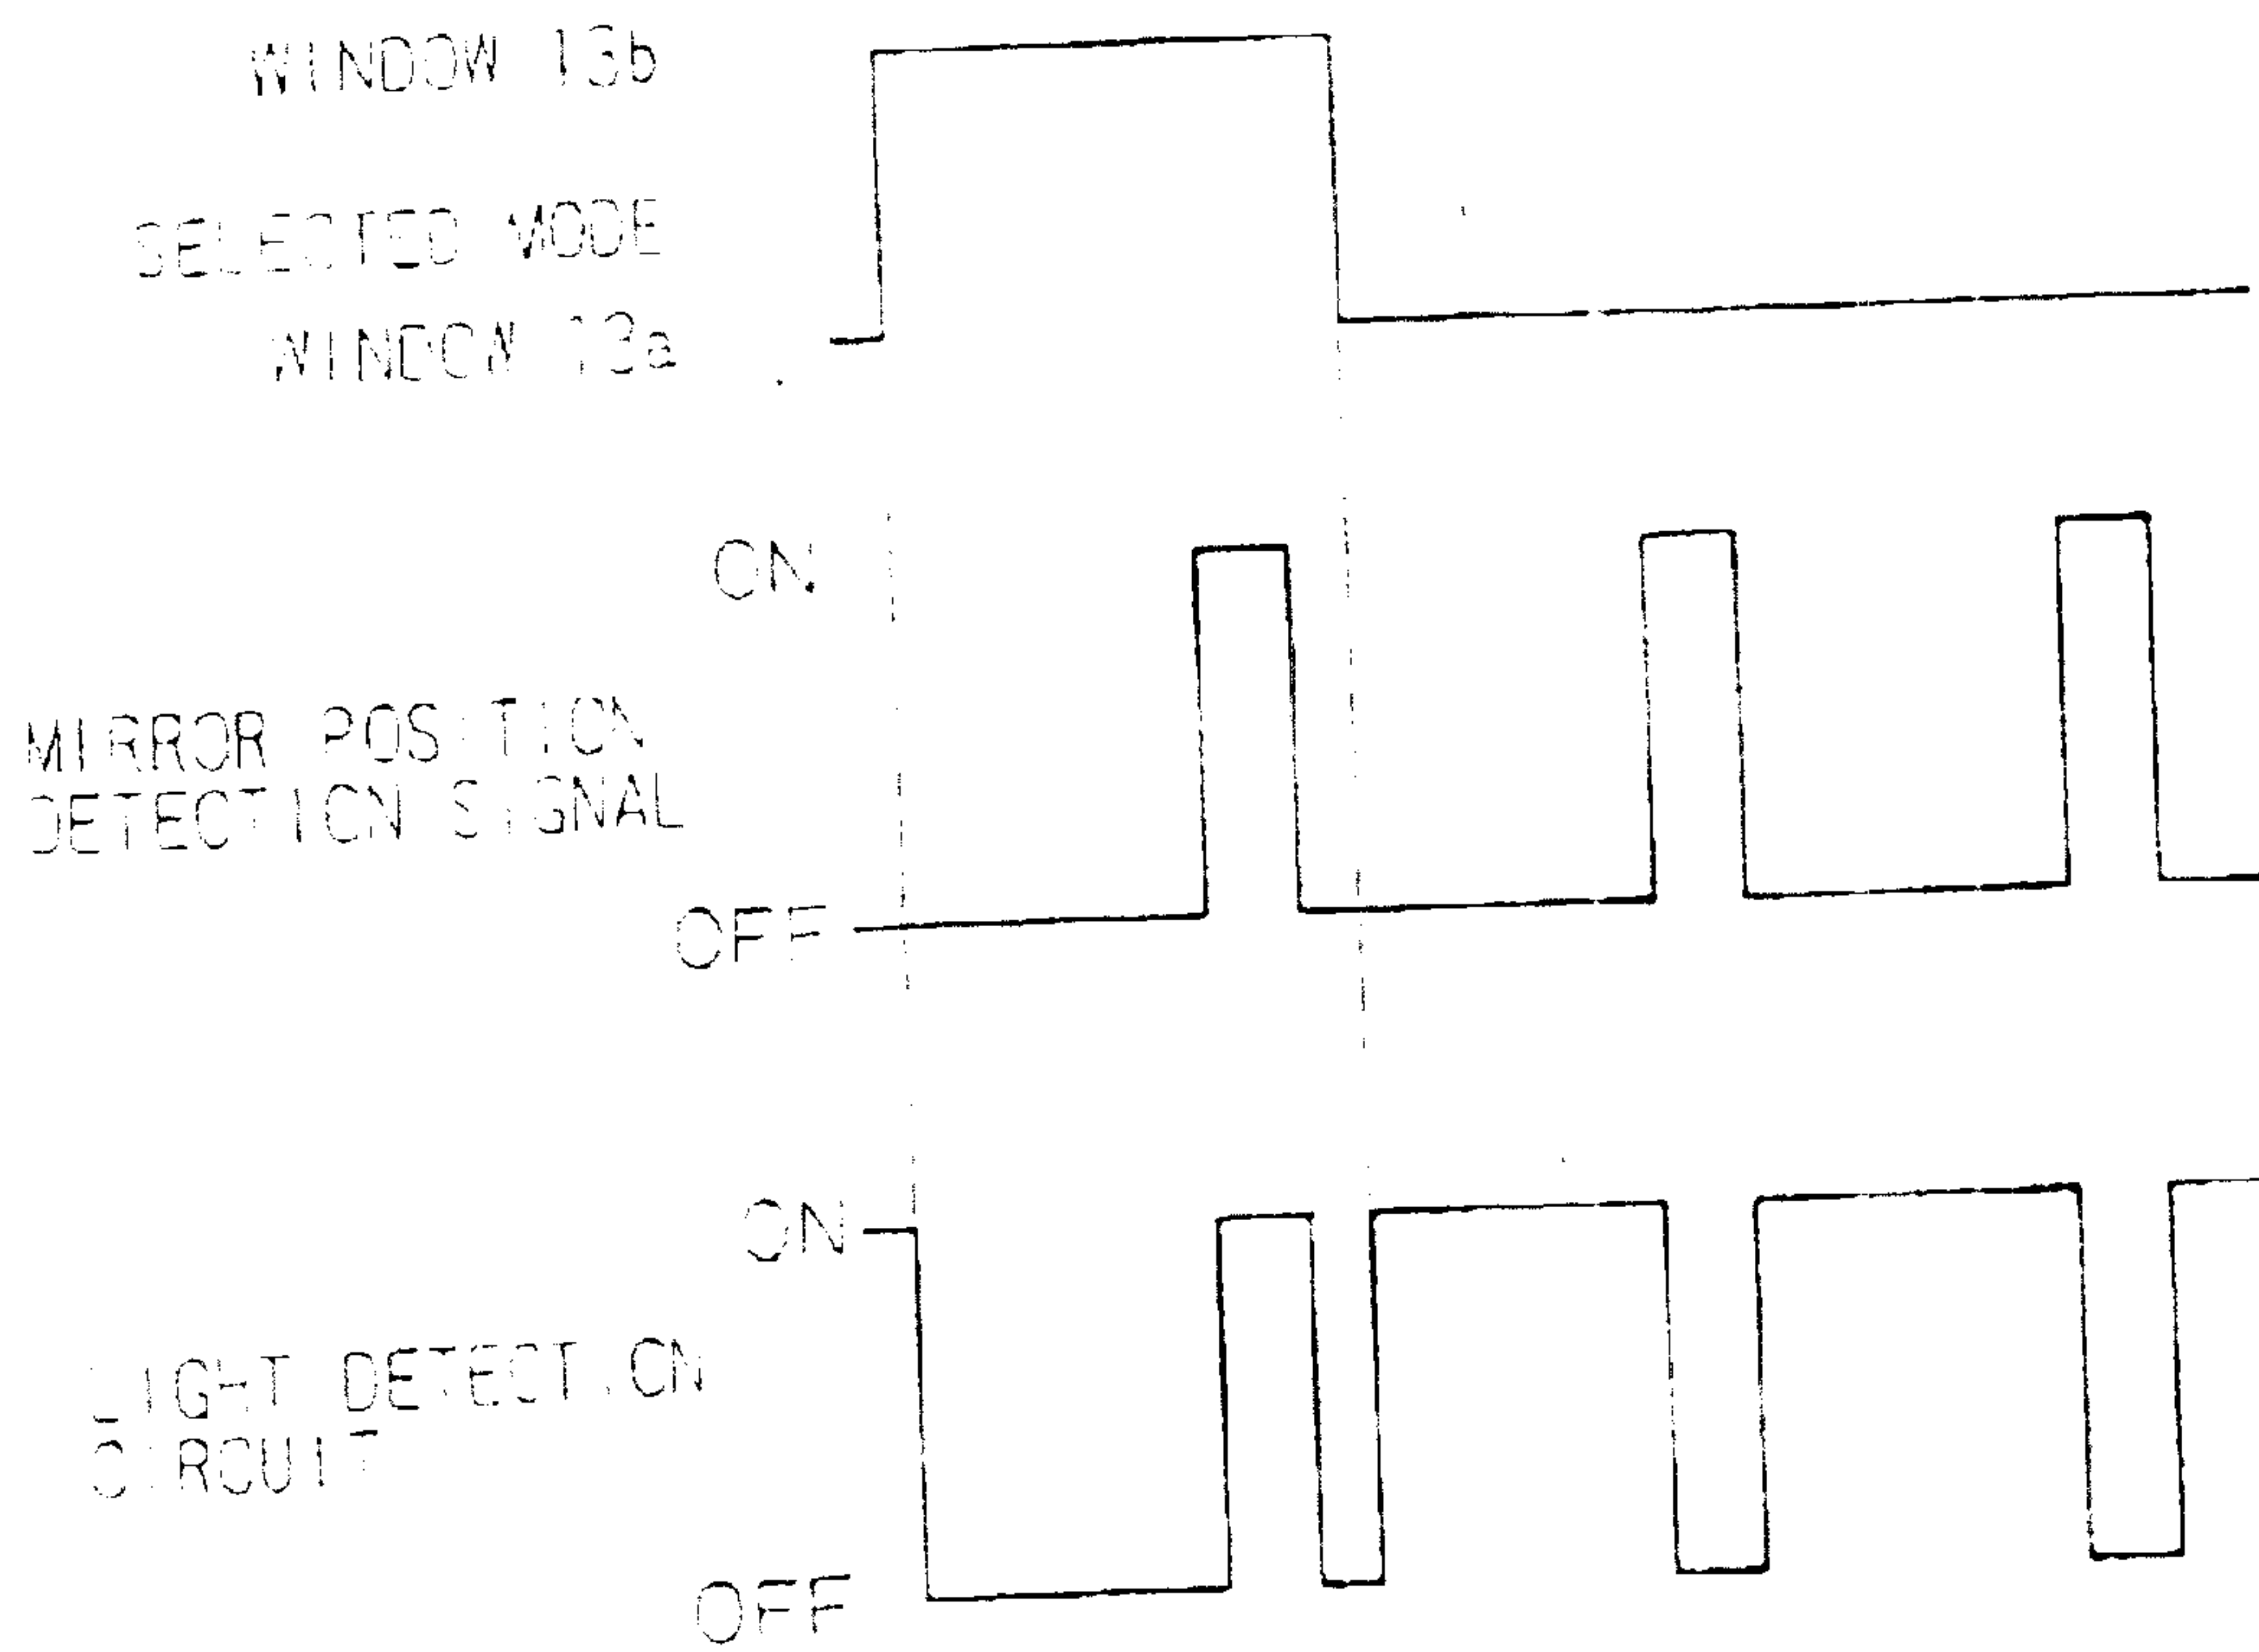 WINDOW 13b
SELECTED MODE
WINDOW 13a
ON
MIRROR POSITION
DETECTION SIGNAL
OFF
ON
LIGHT DETECTION
CIRCUIT
OFF